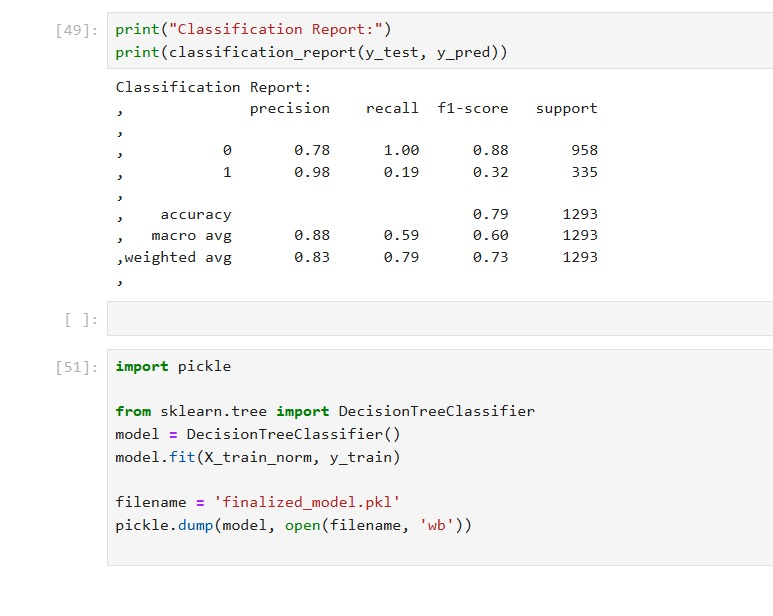 [49]: print("Classification Report:")
print(classification_report(y_test, y_pred))
Classification Report:
, precision recall f1-score support
,
, 0 0.78 1.00 0.88 958
, 1 0.98 0.19 0.32 335
,
, accuracy 0.79 1293
, macro avg 0.88 0.59 0.60 1293
,weighted avg 0.83 0.79 0.73 1293
,
[ ]:
[51]: import pickle
from sklearn.tree import DecisionTreeClassifier
model = DecisionTreeClassifier()
model.fit(X_train_norm, y_train)
filename = 'finalized_model.pkl'
pickle.dump(model, open(filename, 'wb'))